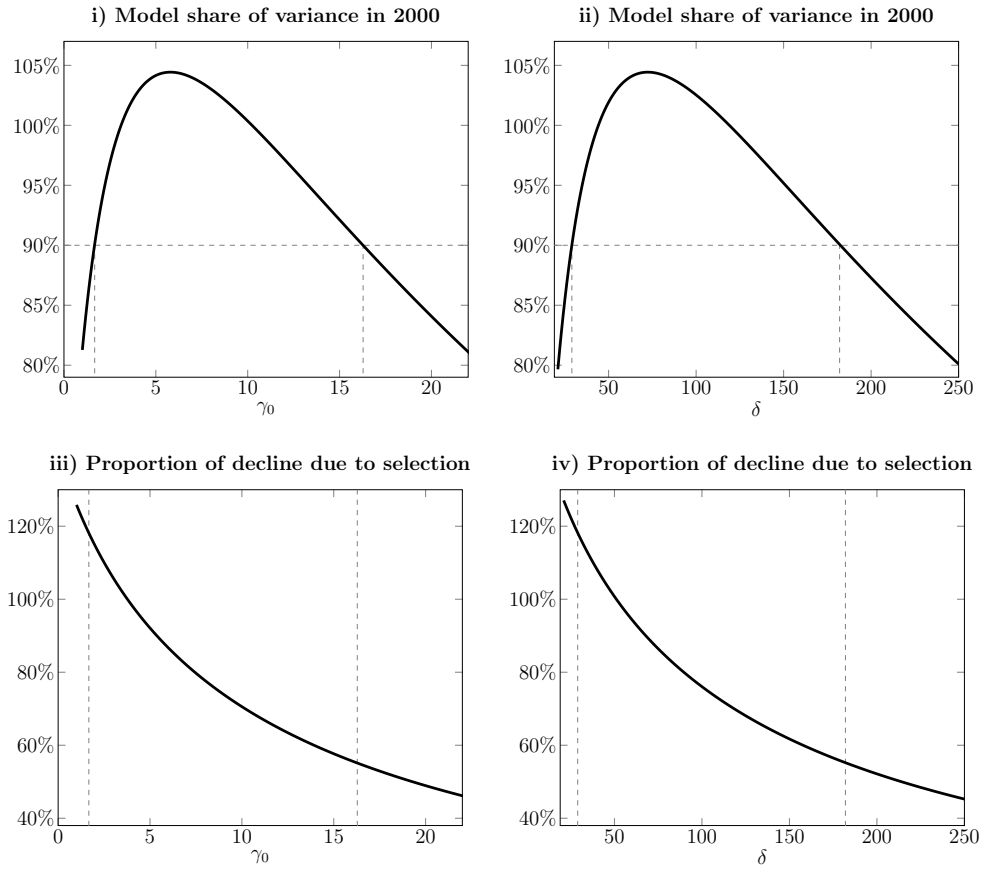 i) Model share of variance in 2000
105%
100%
95%
90%
85%
80%
0 5 10 15 20
γ₀
ii) Model share of variance in 2000
105%
100%
95%
90%
85%
80%
50 100 150 200 250
δ
iii) Proportion of decline due to selection
120%
100%
80%
60%
40%
0 5 10 15 20
γ₀
iv) Proportion of decline due to selection
120%
100%
80%
60%
40%
50 100 150 200 250
δ